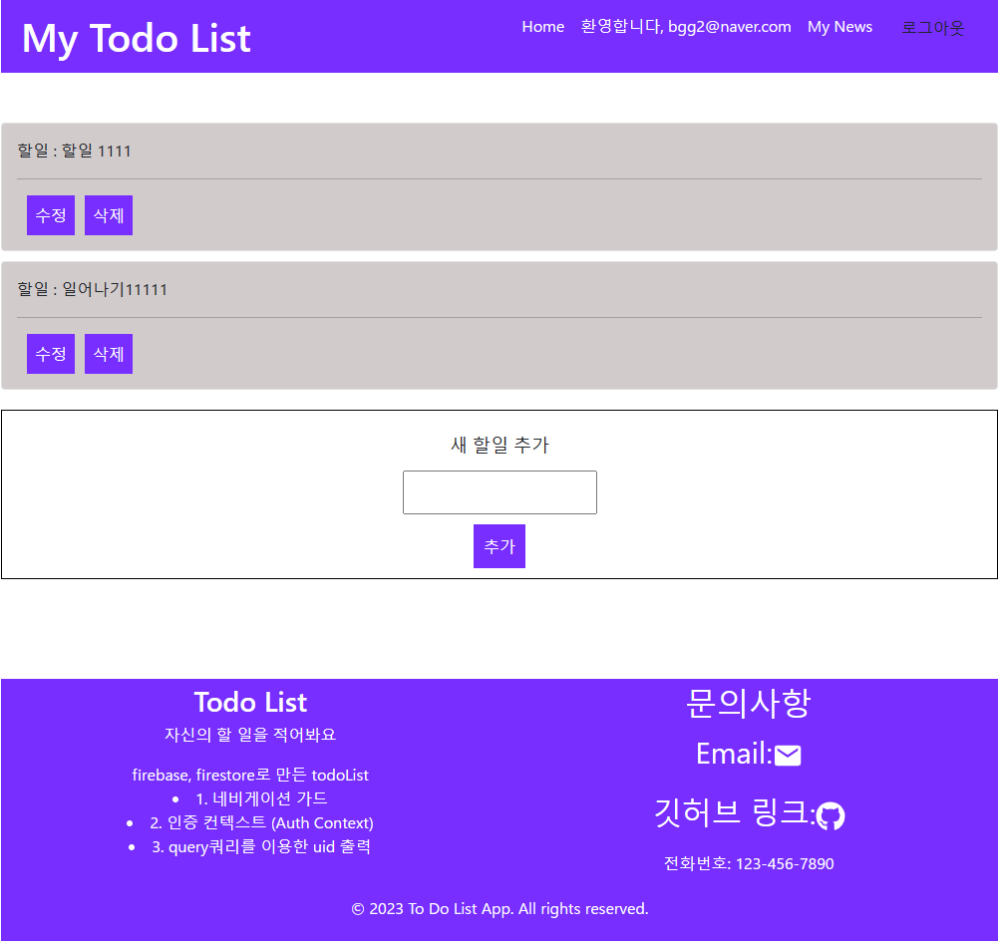 My Todo List
Home 환영합니다, bgg2@naver.com My News 로그아웃
할일 : 할일 1111
수정 삭제
할일 : 일어나기11111
수정 삭제
새 할일 추가
추가
Todo List
자신의 할 일을 적어봐요
firebase, firestore로 만든 todoList
• 1. 네비게이션 가드
• 2. 인증 컨텍스트 (Auth Context)
• 3. query쿼리를 이용한 uid 출력
문의사항
Email:
깃허브 링크:
전화번호: 123-456-7890
© 2023 To Do List App. All rights reserved.